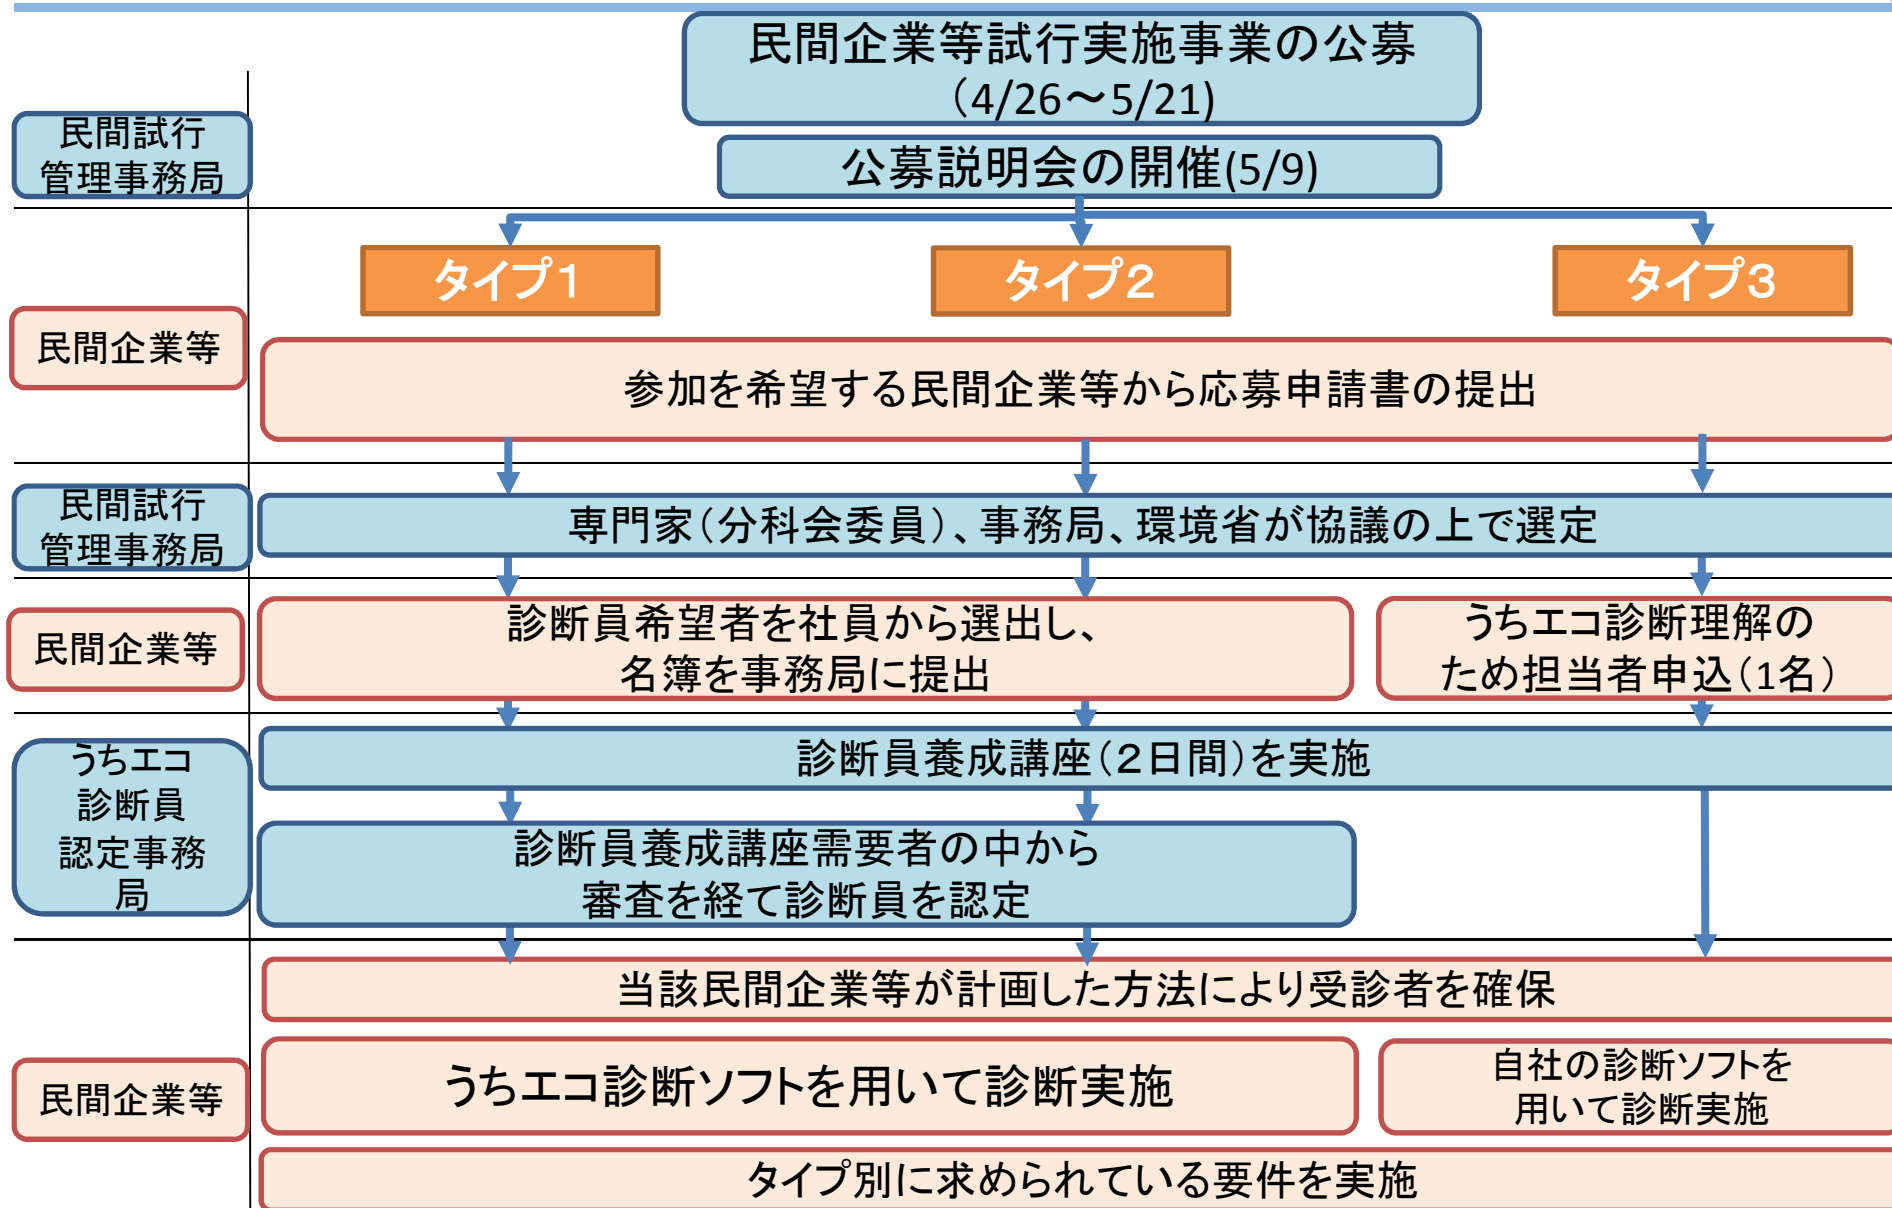 民間企業等試行実施事業の公募
（4/26～5/21)
民間試行
管理事務局
公募説明会の開催(5/9)
タイプ１
タイプ２
タイプ３
民間企業等
参加を希望する民間企業等から応募申請書の提出
民間試行
管理事務局
専門家（分科会委員）、事務局、環境省が協議の上で選定
民間企業等
診断員希望者を社員から選出し、
名簿を事務局に提出
うちエコ診断理解の
ため担当者申込（1名）
うちエコ
診断員
認定事務
局
診断員養成講座（２日間）を実施
診断員養成講座需要者の中から
審査を経て診断員を認定
当該民間企業等が計画した方法により受診者を確保
民間企業等
うちエコ診断ソフトを用いて診断実施
自社の診断ソフトを
用いて診断実施
タイプ別に求められている要件を実施